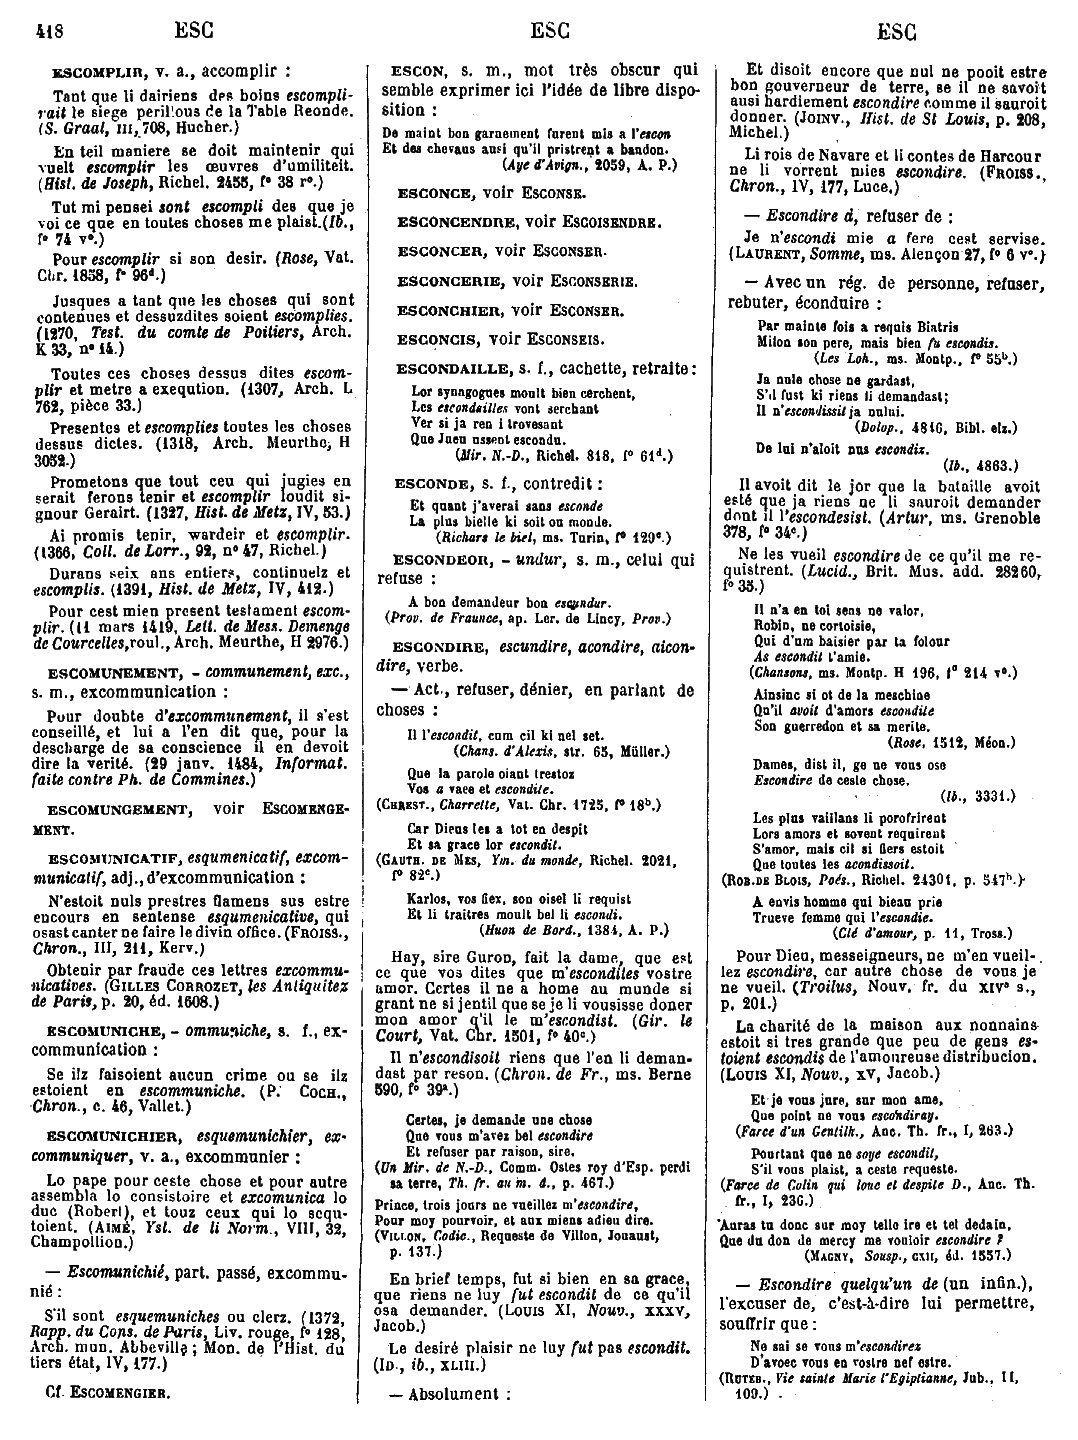 418 ESC ESC ESC
ESCOMPLIR, v. a., accomplir :
Tant que li dairiens des boins escompli-
rait le siege perillous de la Table Reonde.
(S. Graal, III, 708, Hucher.)
En teil maniere se doit maintenir qui
vuelt escomplir les œuvres d'umiliteit.
(Hist. de Joseph, Richel. 2455, f° 38 r°.)
Tut mi pensei sont escompli des que je
voi ce que en toutes choses me plaist. (Ib.,
f° 74 v°.)
Pour escomplir si son desir. (Rose, Vat.
Chr. 1858, f° 96d.)
Jusques a tant que les choses qui sont
contenues et dessuzdites soient escomplies.
(1270, Test. du comte de Poitiers, Arch.
K 33, n° 14.)
Toutes ces choses dessus dites escom-
plir et metre a exeqution. (1307, Arch. L
762, pièce 33.)
Presentes et escomplies toutes les choses
dessus dictes. (1318, Arch. Meurthe, H
3052.)
Prometons que tout ceu qui jugies en
serait ferons tenir et escomplir loudit si-
gnour Gerairt. (1327, Hist. de Metz, IV, 53.)
Ai promis tenir, wardeir et escomplir.
(1366, Coll. de Lorr., 92, n° 47, Richel.)
Durans seix ans entiers, continuelz et
escomplis. (1391, Hist. de Metz, IV, 412.)
Pour cest mien present testament escom-
plir. (11 mars 1419, Lett. de Mess. Demenge
de Courcelles, roul., Arch. Meurthe, H 2976.)
ESCOMUNEMENT, - communement, exc.,
s. m., excommunication :
Pour doubte d'excommunement, il s'est
conseillé, et lui a l'en dit que, pour la
descharge de sa conscience il en devoit
dire la verité. (29 janv. 1484, Informat.
faite contre Ph. de Commines.)
ESCOMUNGEMENT, voir ESCOMENGE-
MENT.
ESCOMUNICATIF, esqumenicatif, excom-
municatif, adj., d'excommunication :
N'estoit nuls prestres flamens sus estre
encours en sentense esqumenicative, qui
osast canter ne faire le divin office. (FROISS.,
Chron., III, 211, Kerv.)
Obtenir par fraude ces lettres excommu-
nicatives. (GILLES CORROZET, les Antiquitez
de Paris, p. 20, éd. 1608.)
ESCOMUNICHE, - ommuniche, s. f., ex-
communication :
Se ilz faisoient aucun crime ou se ilz
estoient en escommuniche. (P. COCH.,
Chron., c. 46, Vallet.)
ESCOMUNICHIER, esquemunichier, ex-
communiquer, v. a., excommunier :
Lo pape pour ceste chose et pour autre
assembla lo consistoire et excomunica lo
duc (Robert), et touz ceux qui lo sequ-
toient. (AIMÉ, Yst. de li Norm., VIII, 32,
Champollion.)
— Escomunichié, part. passé, excommu-
nié :
S'il sont esquemuniches ou clerz. (1372,
Rapp. du Cons. de Paris, Liv. rouge, f° 128,
Arch. mun. Abbeville ; Mon. de l'Hist. du
tiers état, IV, 177.)
Cf. ESCOMENGIER.
ESCON, s. m., mot très obscur qui
semble exprimer ici l'idée de libre dispo-
sition :
De maint bon garnement furent mis a l'escon
Et des chevaus ausi qu'il pristrent a bandon.
(Aye d'Avign., 2059, A. P.)
ESCONCE, voir ESCONSE.
ESCONCENDRE, voir ESCOISENDRE.
ESCONCER, voir ESCONSER.
ESCONCERIE, voir ESCONSERIE.
ESCONCHIER, voir ESCONSER.
ESCONCIS, voir ESCONSEIS.
ESCONDAILLE, s. f., cachette, retraite :
Lor synagogues moult bien cerchent,
Les escondailles vont serchant
Ver si ja ren i trovesant
Que Jueu ussent escondu.
(Mir. N.-D., Richel. 818, f° 61d.)
ESCONDE, s. f., contredit :
Et quant j'averai sans esconde
La plus bielle ki soit ou monde.
(Richars le biel, ms. Turin, f° 129c.)
ESCONDEOR, - undur, s. m., celui qui
refuse :
A bon demandeur bon escundur.
(Prov. de Fraunce, ap. Ler. de Lincy, Prov.)
ESCONDIRE, escundire, acondire, aicon-
dire, verbe.
— Act., refuser, dénier, en parlant de
choses :
Il l'escondit, cum cil ki nel set.
(Chans. d'Alexis, str. 65, Müller.)
Que la parole oiant trestoz
Vos a vaee et escondite.
(CHREST., Charrette, Vat. Chr. 1725, f° 18b.)
Car Dieus les a tot en despit
Et sa grace lor escondit.
(GAUTH. DE MES, Ym. du monde, Richel. 2021,
f° 82c.)
Karlos, vos fiex, son oisel li requist
Et li traitres moult bel li escondi.
(Huon de Bord., 1384, A. P.)
Hay, sire Guron, fait la dame, que est
ce que vos dites que m'escondites vostre
amor. Certes il ne a home au munde si
grant ne si jentil que se je li vousisse doner
mon amor q'il le m'escondist. (Gir. le
Court, Vat. Chr. 1501, f° 40c.)
Il n'escondisoit riens que l'en li deman-
dast par reson. (Chron. de Fr., ms. Berne
590, f° 39a.)
Certes, je demande une chose
Que vous m'avez bel escondire
Et refuser par raison, sire.
(Un Mir. de N.-D., Comm. Ostes roy d'Esp. perdi
sa terre, Th. fr. au m. â., p. 467.)
Prince, trois jours ne vueillez m'escondire,
Pour moy pourvoir, et aux miens adieu dire.
(VILLON, Codic., Requeste de Villon, Jouaust,
p. 137.)
En brief temps, fut si bien en sa grace,
que riens ne luy fut escondit de ce qu'il
osa demander. (LOUIS XI, Nouv., XXXV,
Jacob.)
Le desiré plaisir ne luy fut pas escondit.
(ID., ib., XLIII.)
— Absolument :
Et disoit encore que nul ne pooit estre
bon gouverneur de terre, se il ne savoit
ausi hardiement escondire comme il sauroit
donner. (JOINV., Hist. de St Louis, p. 208,
Michel.)
Li rois de Navare et li contes de Harcour
ne li vorrent mies escondire. (FROISS.,
Chron., IV, 177, Luce.)
— Escondire d, refuser de :
Je n'escondi mie a fere cest servise.
(LAURENT, Somme, ms. Alençon 27, f° 6 v°.)
— Avec un rég. de personne, refuser,
rebuter, éconduire :
Par mainte fois a requis Biatris
Milon son pere, mais bien fu escondis.
(Les Loh., ms. Montp., f° 55b.)
Ja nule chose ne gardast,
S'il fust ki riens li demandast;
Il n'escondissit ja nului.
(Dolop., 4816, Bibl. elz.)
De lui n'aloit nus escondiz.
(Ib., 4863.)
Il avoit dit le jor que la bataille avoit
esté que ja riens ne li sauroit demander
dont il l'escondesist. (Artur, ms. Grenoble
378, f° 34c.)
Ne les vueil escondire de ce qu'il me re-
quistrent. (Lucid., Brit. Mus. add. 28260,
f° 35.)
Il n'a en toi sens ne valor,
Robin, ne cortoisie,
Qui d'um baisier par ta folour
As escondit t'amie.
(Chansons, ms. Montp. H 196, f° 214 v°.)
Ainsinc si ot de la meschine
Qu'il avoit d'amors escondite
Son guerredon et sa merite.
(Rose, 1512, Méon.)
Dames, dist il, ge ne vous ose
Escondire de ceste chose.
(Ib., 3331.)
Les plus vaillans li porofrirent
Lors amors et sovent requirent
S'amor, mais cil si fiers estoit
Que toutes les acondissoit.
(ROB. DE BLOIS, Poés., Richel. 24301, p. 547b.)
A envis homme qui bieau prie
Trueve femme qui l'escondie.
(Clé d'amour, p. 11, Tross.)
Pour Dieu, messeigneurs, ne m'en vueil-
lez escondire, car autre chose de vous je
ne vueil. (Troilus, Nouv. fr. du XIVe s.,
p. 201.)
La charité de la maison aux nonnains
estoit si tres grande que peu de gens es-
toient escondis de l'amoureuse distribucion.
(LOUIS XI, Nouv., XV, Jacob.)
Et je vous jure, sur mon ame,
Que point ne vous escondiray.
(Farce d'un Gentilh., Anc. Th. fr., I, 263.)
Pourtant que ne soye escondit,
S'il vous plaist, a ceste requeste.
(Farce de Colin qui loue et despite D., Anc. Th.
fr., I, 236.)
Auras tu donc sur moy telle ire et tel dedain,
Que du don de mercy me vouloir escondire ?
(MAGNY, Sousp., CXII, éd. 1557.)
— Escondire quelqu'un de (un infin.),
l'excuser de, c'est-à-dire lui permettre,
souffrir que :
Ne sai se vous m'escondirez
D'avoec vous en vostre nef estre.
(RUTEB., Vie sainte Marie l'Egiptianne, Jub., II,
109.)